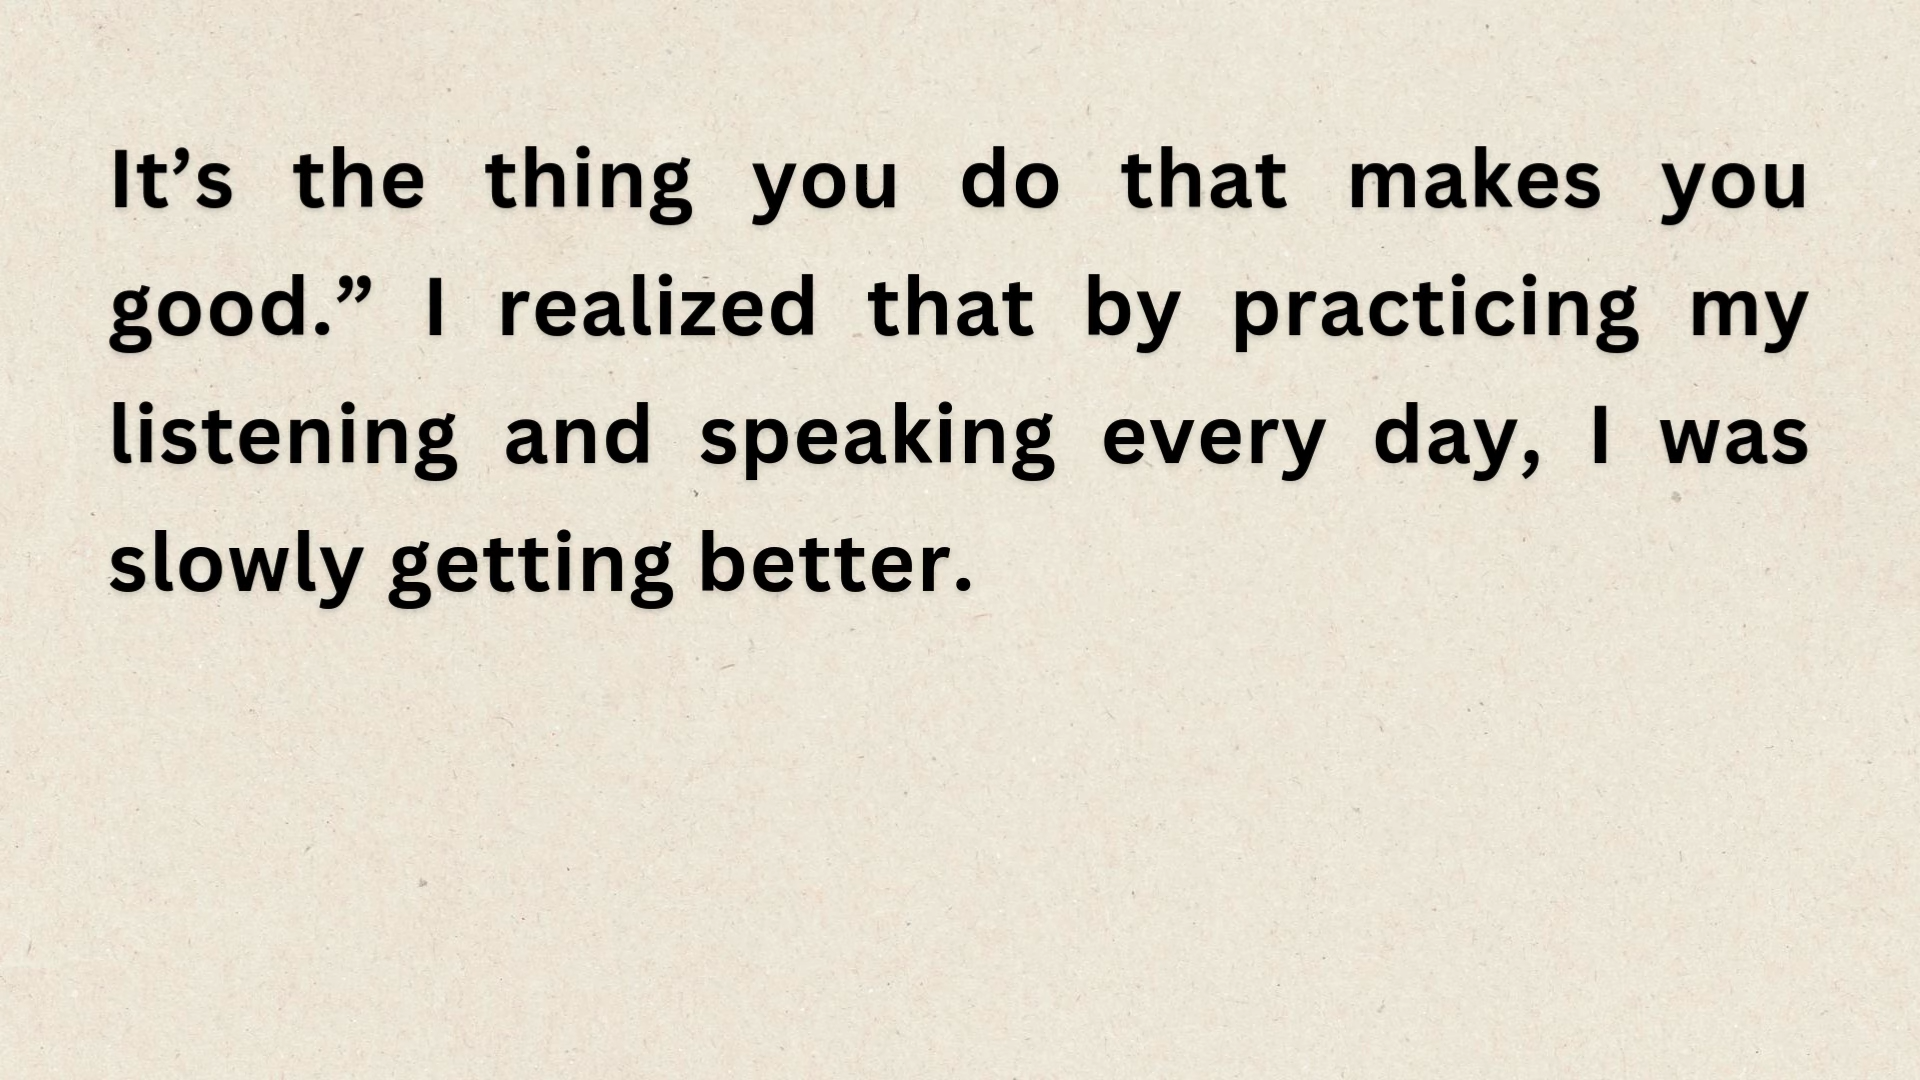 It’s the thing you do that makes you
good.” I realized that by practicing my
listening and speaking every day, I was
slowly getting better.